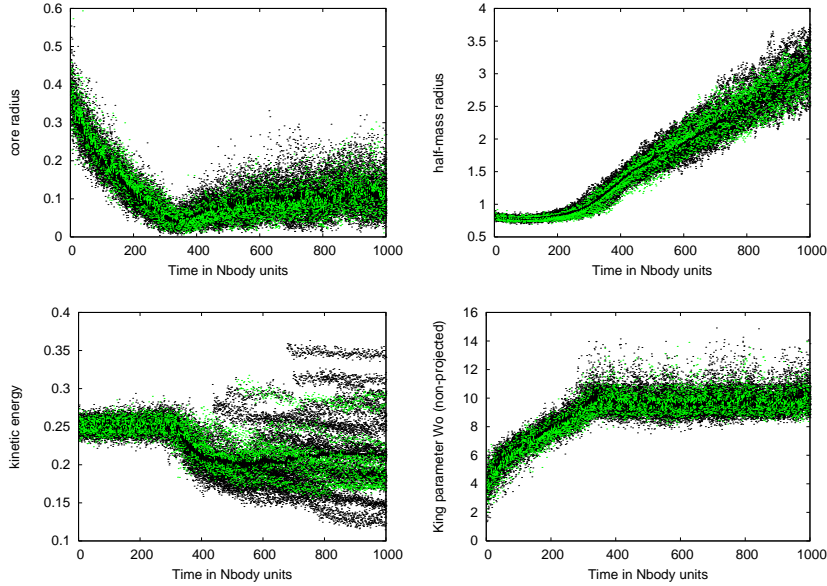 0.6
0.5
0.4
0.3
0.2
0.1
0
core radius
0 200 400 600 800 1000
Time in Nbody units
4
3.5
3
2.5
2
1.5
1
0.5
half-mass radius
0 200 400 600 800 1000
Time in Nbody units
0.4
0.35
0.3
0.25
0.2
0.15
0.1
kinetic energy
0 200 400 600 800 1000
Time in Nbody units
16
14
12
10
8
6
4
2
0
King parameter Wo (non-projected)
0 200 400 600 800 1000
Time in Nbody units